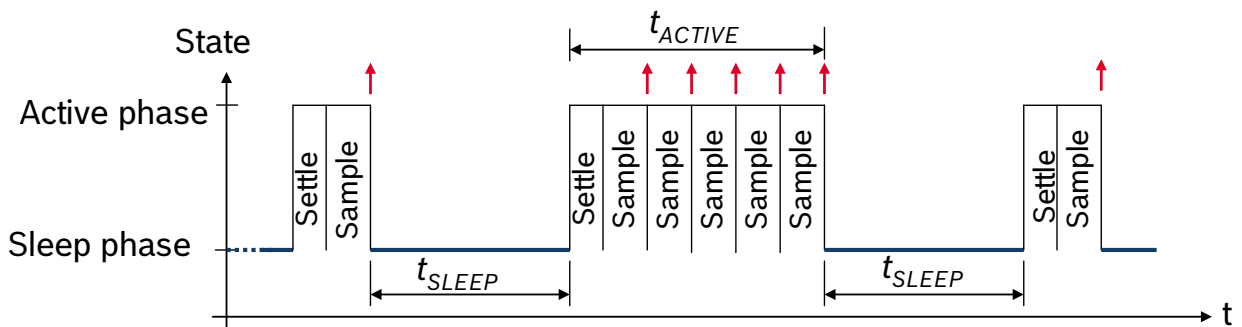 t_ACTIVE
State
Active phase
Settle
Sample
Settle
Sample
Sample
Sample
Sample
Sample
Settle
Sample
Sleep phase
t_SLEEP
t_SLEEP
t